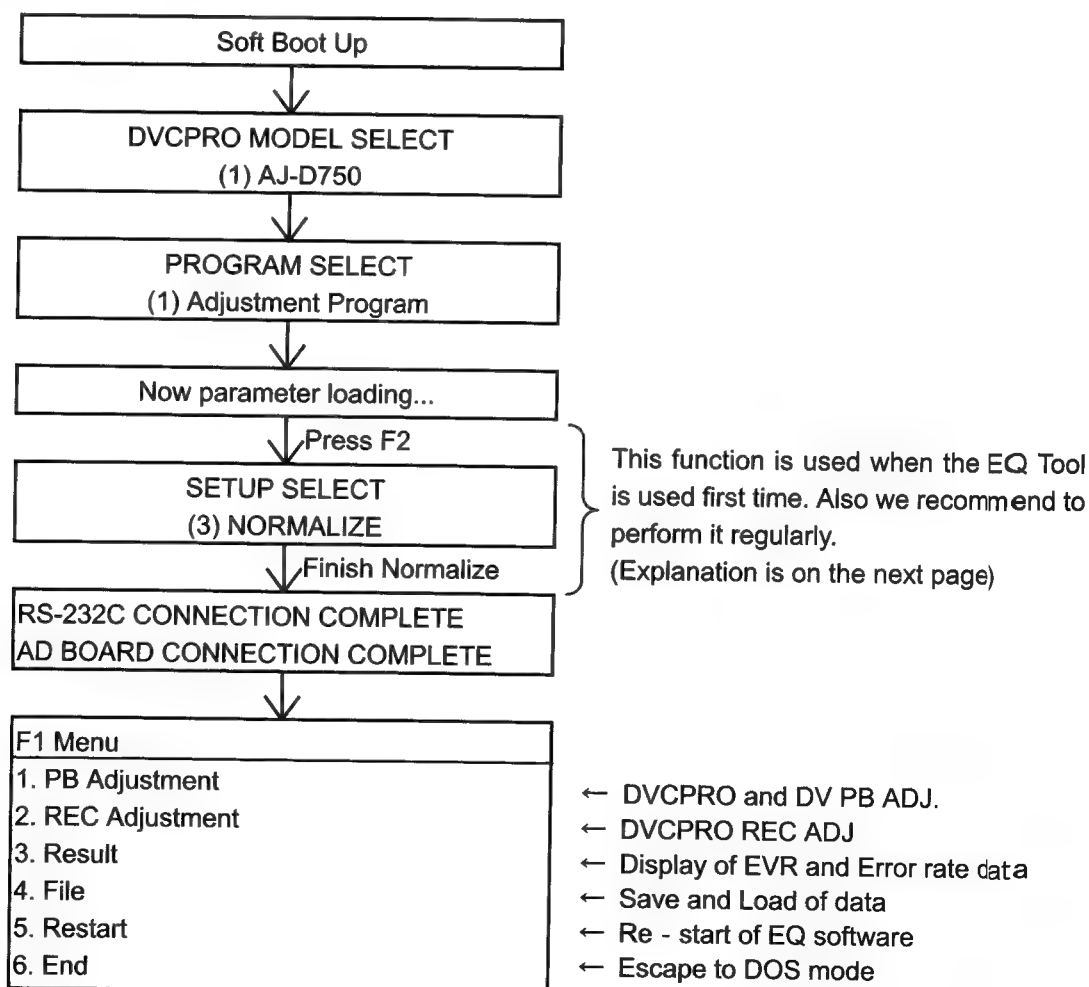 Soft Boot Up
DVCPRO MODEL SELECT
(1) AJ-D750
PROGRAM SELECT
(1) Adjustment Program
Now parameter loading...
Press F2
SETUP SELECT
(3) NORMALIZE
Finish Normalize
This function is used when the EQ Tool
is used first time. Also we recommend to
perform it regularly.
(Explanation is on the next page)
RS-232C CONNECTION COMPLETE
AD BOARD CONNECTION COMPLETE
F1 Menu
1. PB Adjustment ← DVCPRO and DV PB ADJ.
2. REC Adjustment ← DVCPRO REC ADJ
3. Result ← Display of EVR and Error rate data
4. File ← Save and Load of data
5. Restart ← Re - start of EQ software
6. End ← Escape to DOS mode